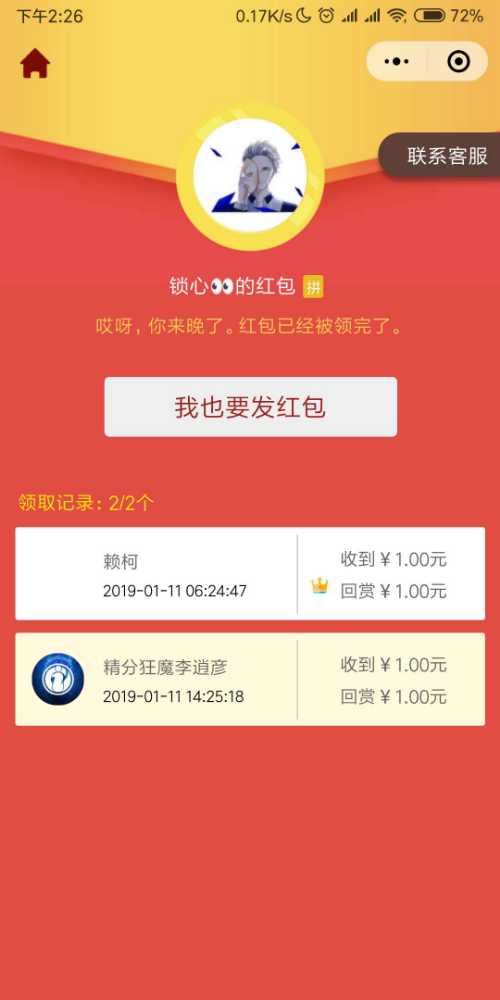 下午2:26 0.17K/s 72%
联系客服
锁心👀的红包 拼
哎呀，你来晚了。红包已经被领完了。
我也要发红包
领取记录: 2/2个
赖柯
2019-01-11 06:24:47
收到￥1.00元
回赏￥1.00元
精分狂魔李逍彦
2019-01-11 14:25:18
收到￥1.00元
回赏￥1.00元